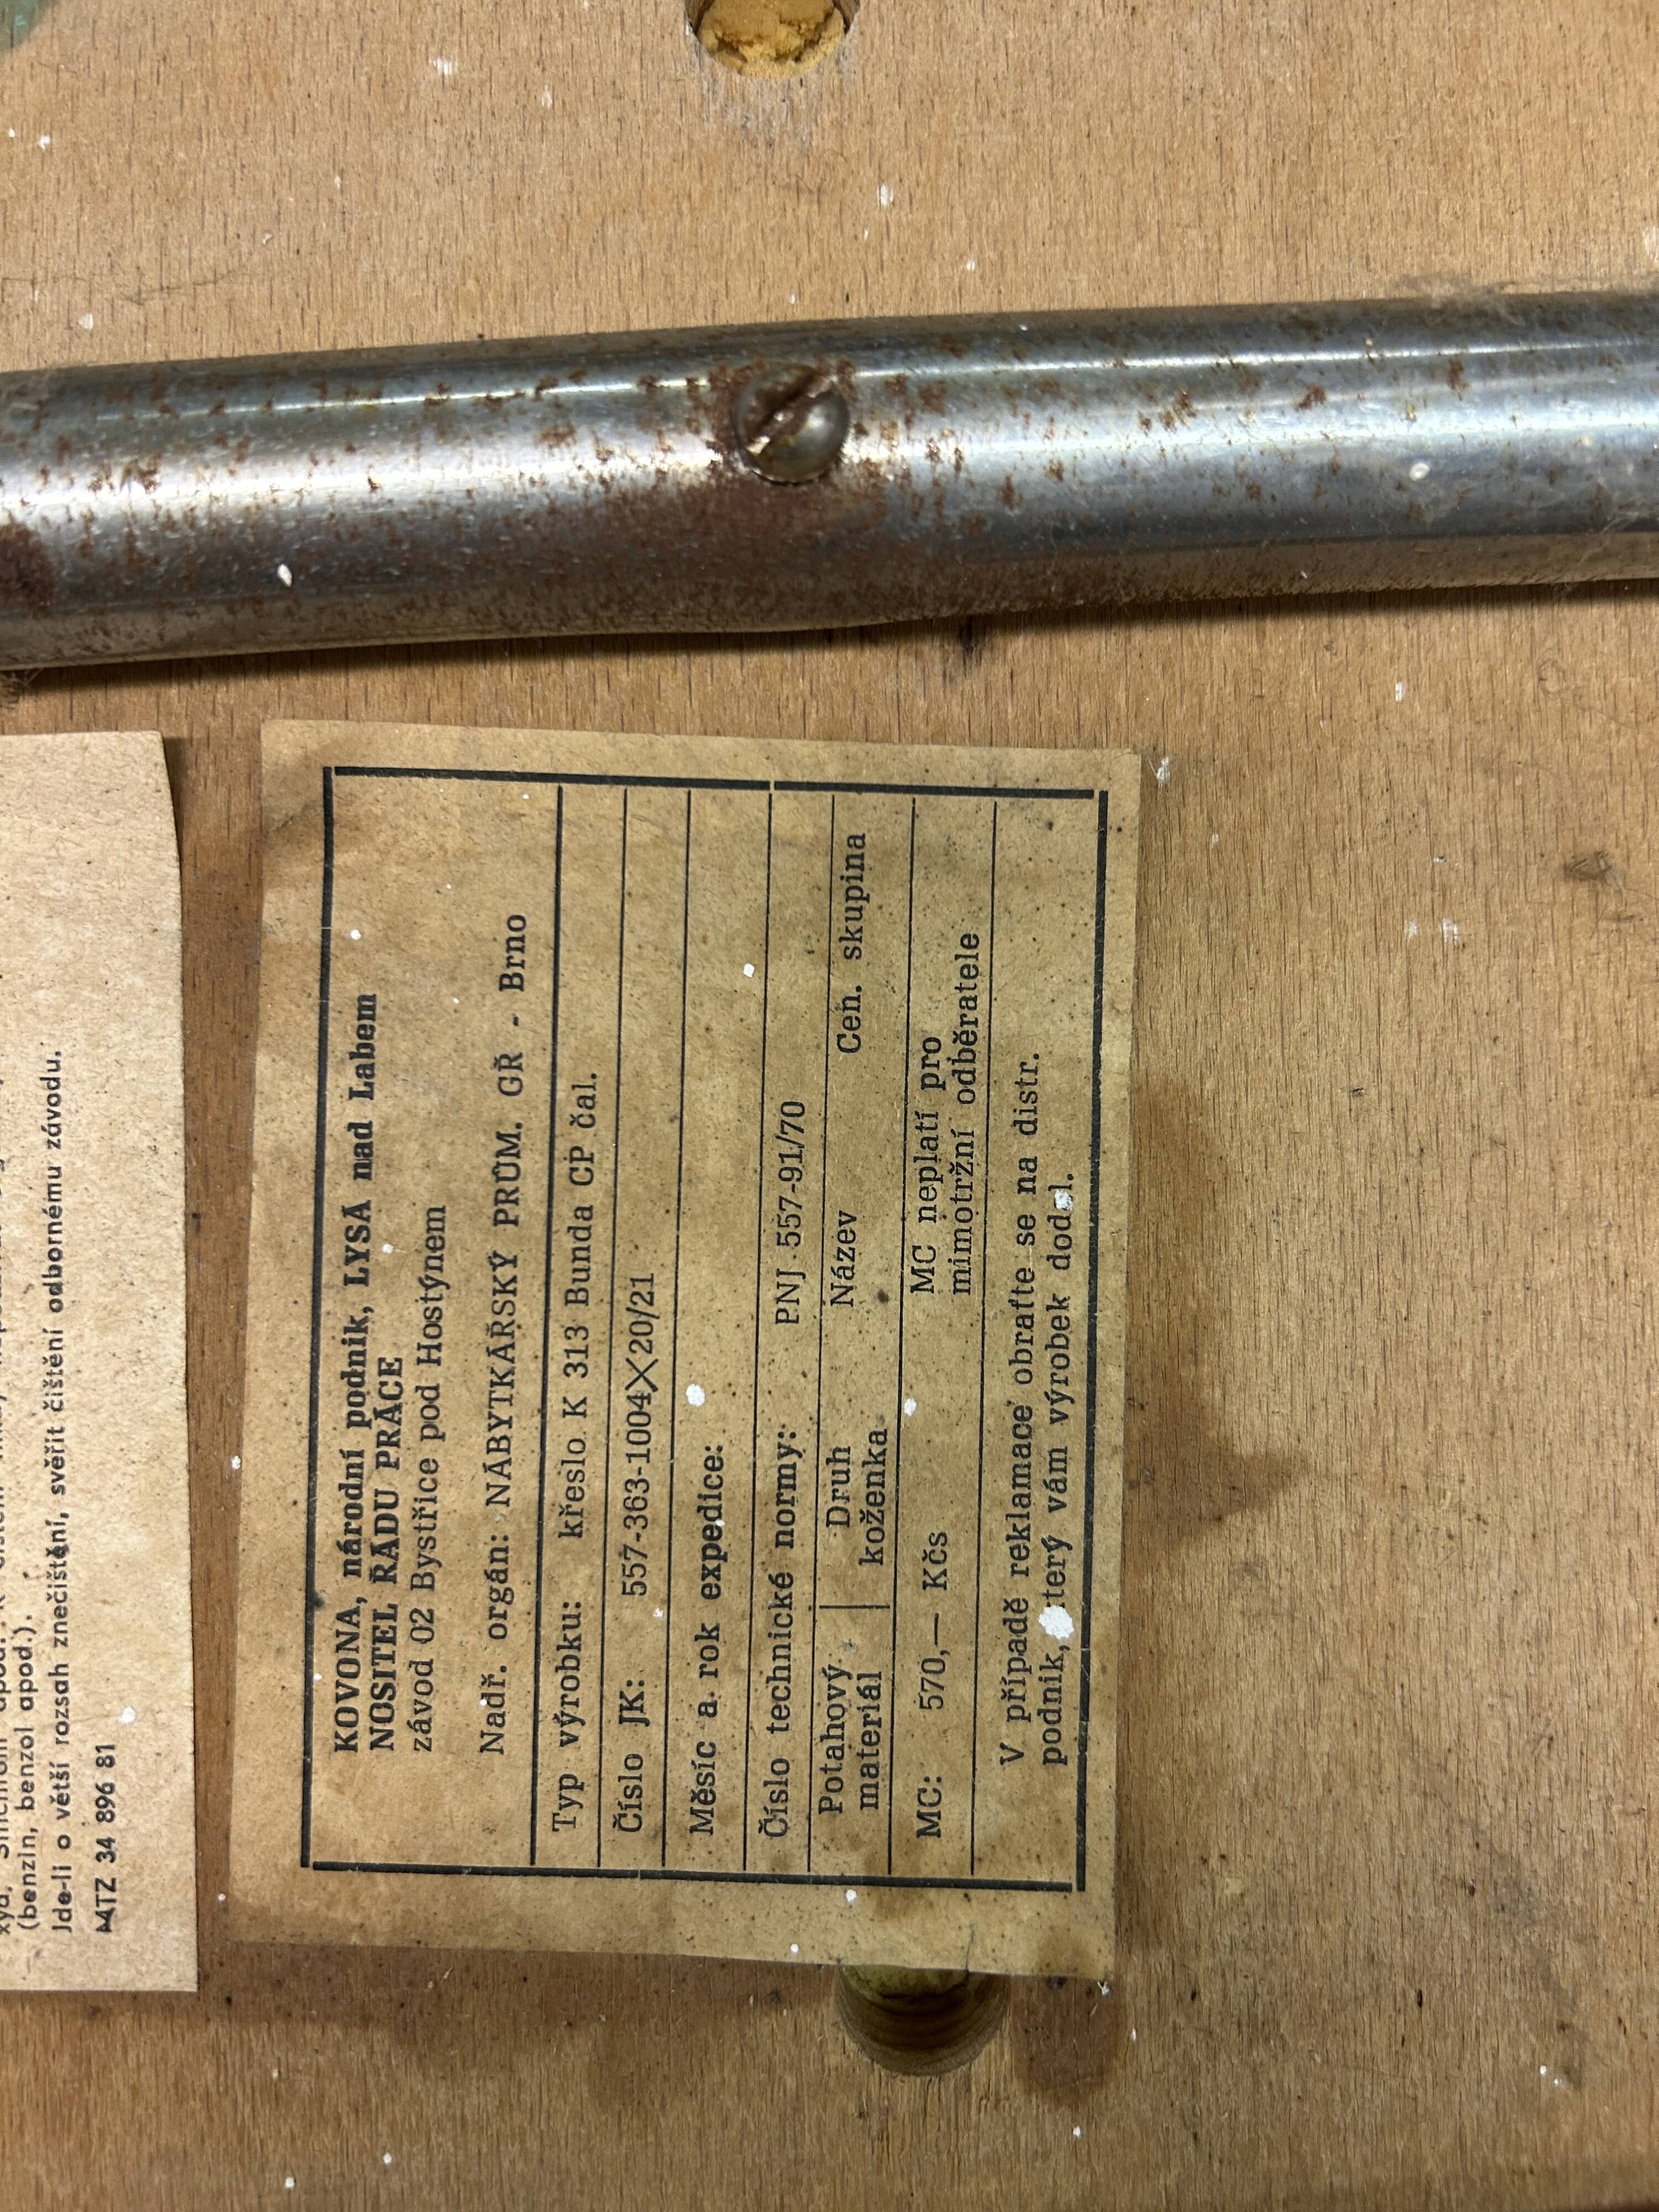 (benzin, benzol apod.).
Jde-li o větší rozsah znečištění, svěřit čištění odbornému závodu.
MTZ 34 896 81
KOVONA, národní podnik, LYSÁ nad Labem
NOSITEL ŘÁDU PRÁCE
závod 02 Bystřice pod Hostýnem
Nadř. orgán: NÁBYTKÁŘSKÝ PRŮM. GŘ - Brno
Typ výrobku: křeslo K 313 Bunda CP čal.
Číslo JK: 557-363-1004X20/21
Měsíc a rok expedice:
Číslo technické normy: PNJ 557-91/70
Potahový Druh Název Cen. skupina
materiál koženka
MC: 570,— Kčs MC neplatí pro
mimotržní odběratele
V případě reklamace obraťte se na distr.
podnik, který vám výrobek dodal.